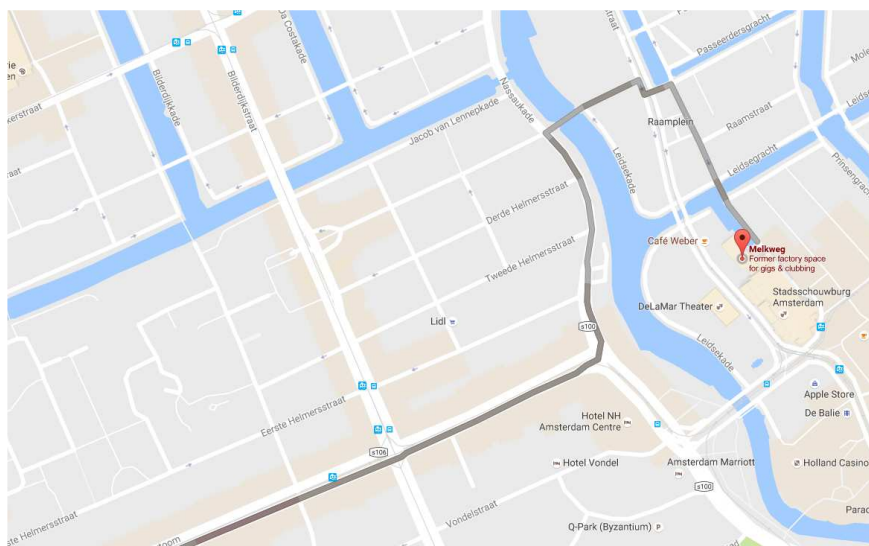 Da Costakade
Passeerdersgracht
Bilderdijkkade
Bilderdijkstraat
Nassaukade
Jacob van Lennepkade
Raamplein
Raamstraat
Leidsekade
Leidsegracht
Prinsengracht
Derde Helmersstraat
Café Weber
Melkweg
Former factory space
for gigs & clubbing
Tweede Helmersstraat
Stadsschouwburg
Amsterdam
DeLaMar Theater
Lidl
s100
Leidsekade
Apple Store
Eerste Helmersstraat
De Balie
Hotel NH
Amsterdam Centre
s106
Hotel Vondel
Amsterdam Marriott
Holland Casino
s100
Vondelstraat
Q-Park (Byzantium)
P